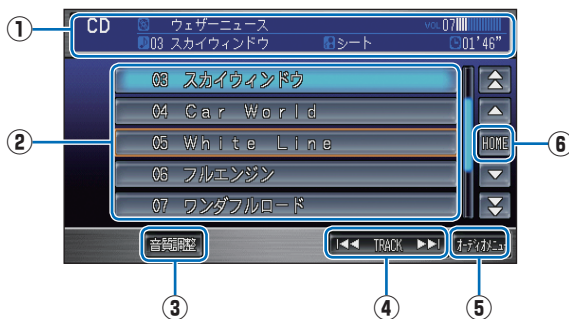 ①
CD ウェザーニュース VOL 07
03 スカイウィンドウ シート 01'46”
②
03 スカイウィンドウ
04 Car World
05 White Line
HOME
⑥
06 フルエンジン
07 ワンダフルロード
音質調整 TRACK オーディオメニュー
③ ④ ⑤